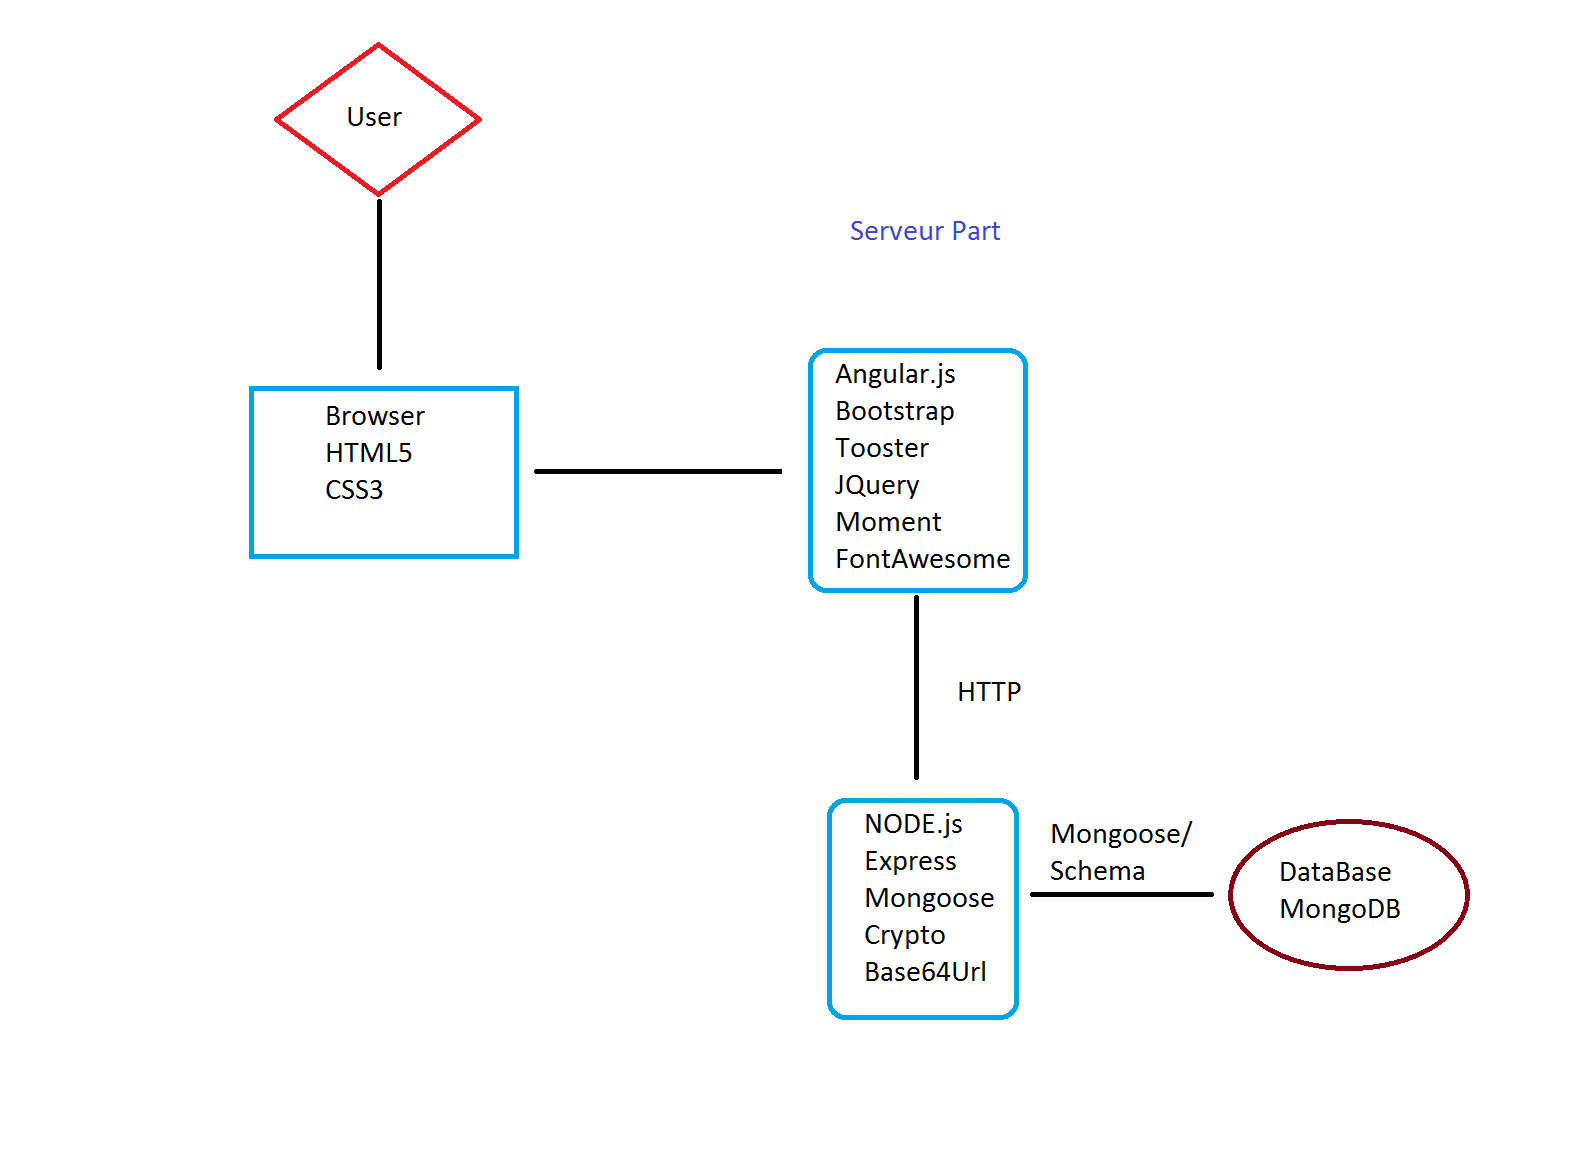 User
Serveur Part
Browser
HTML5
CSS3
Angular.js
Bootstrap
Tooster
JQuery
Moment
FontAwesome
HTTP
NODE.js
Express
Mongoose
Crypto
Base64Url
Mongoose/
Schema
DataBase
MongoDB